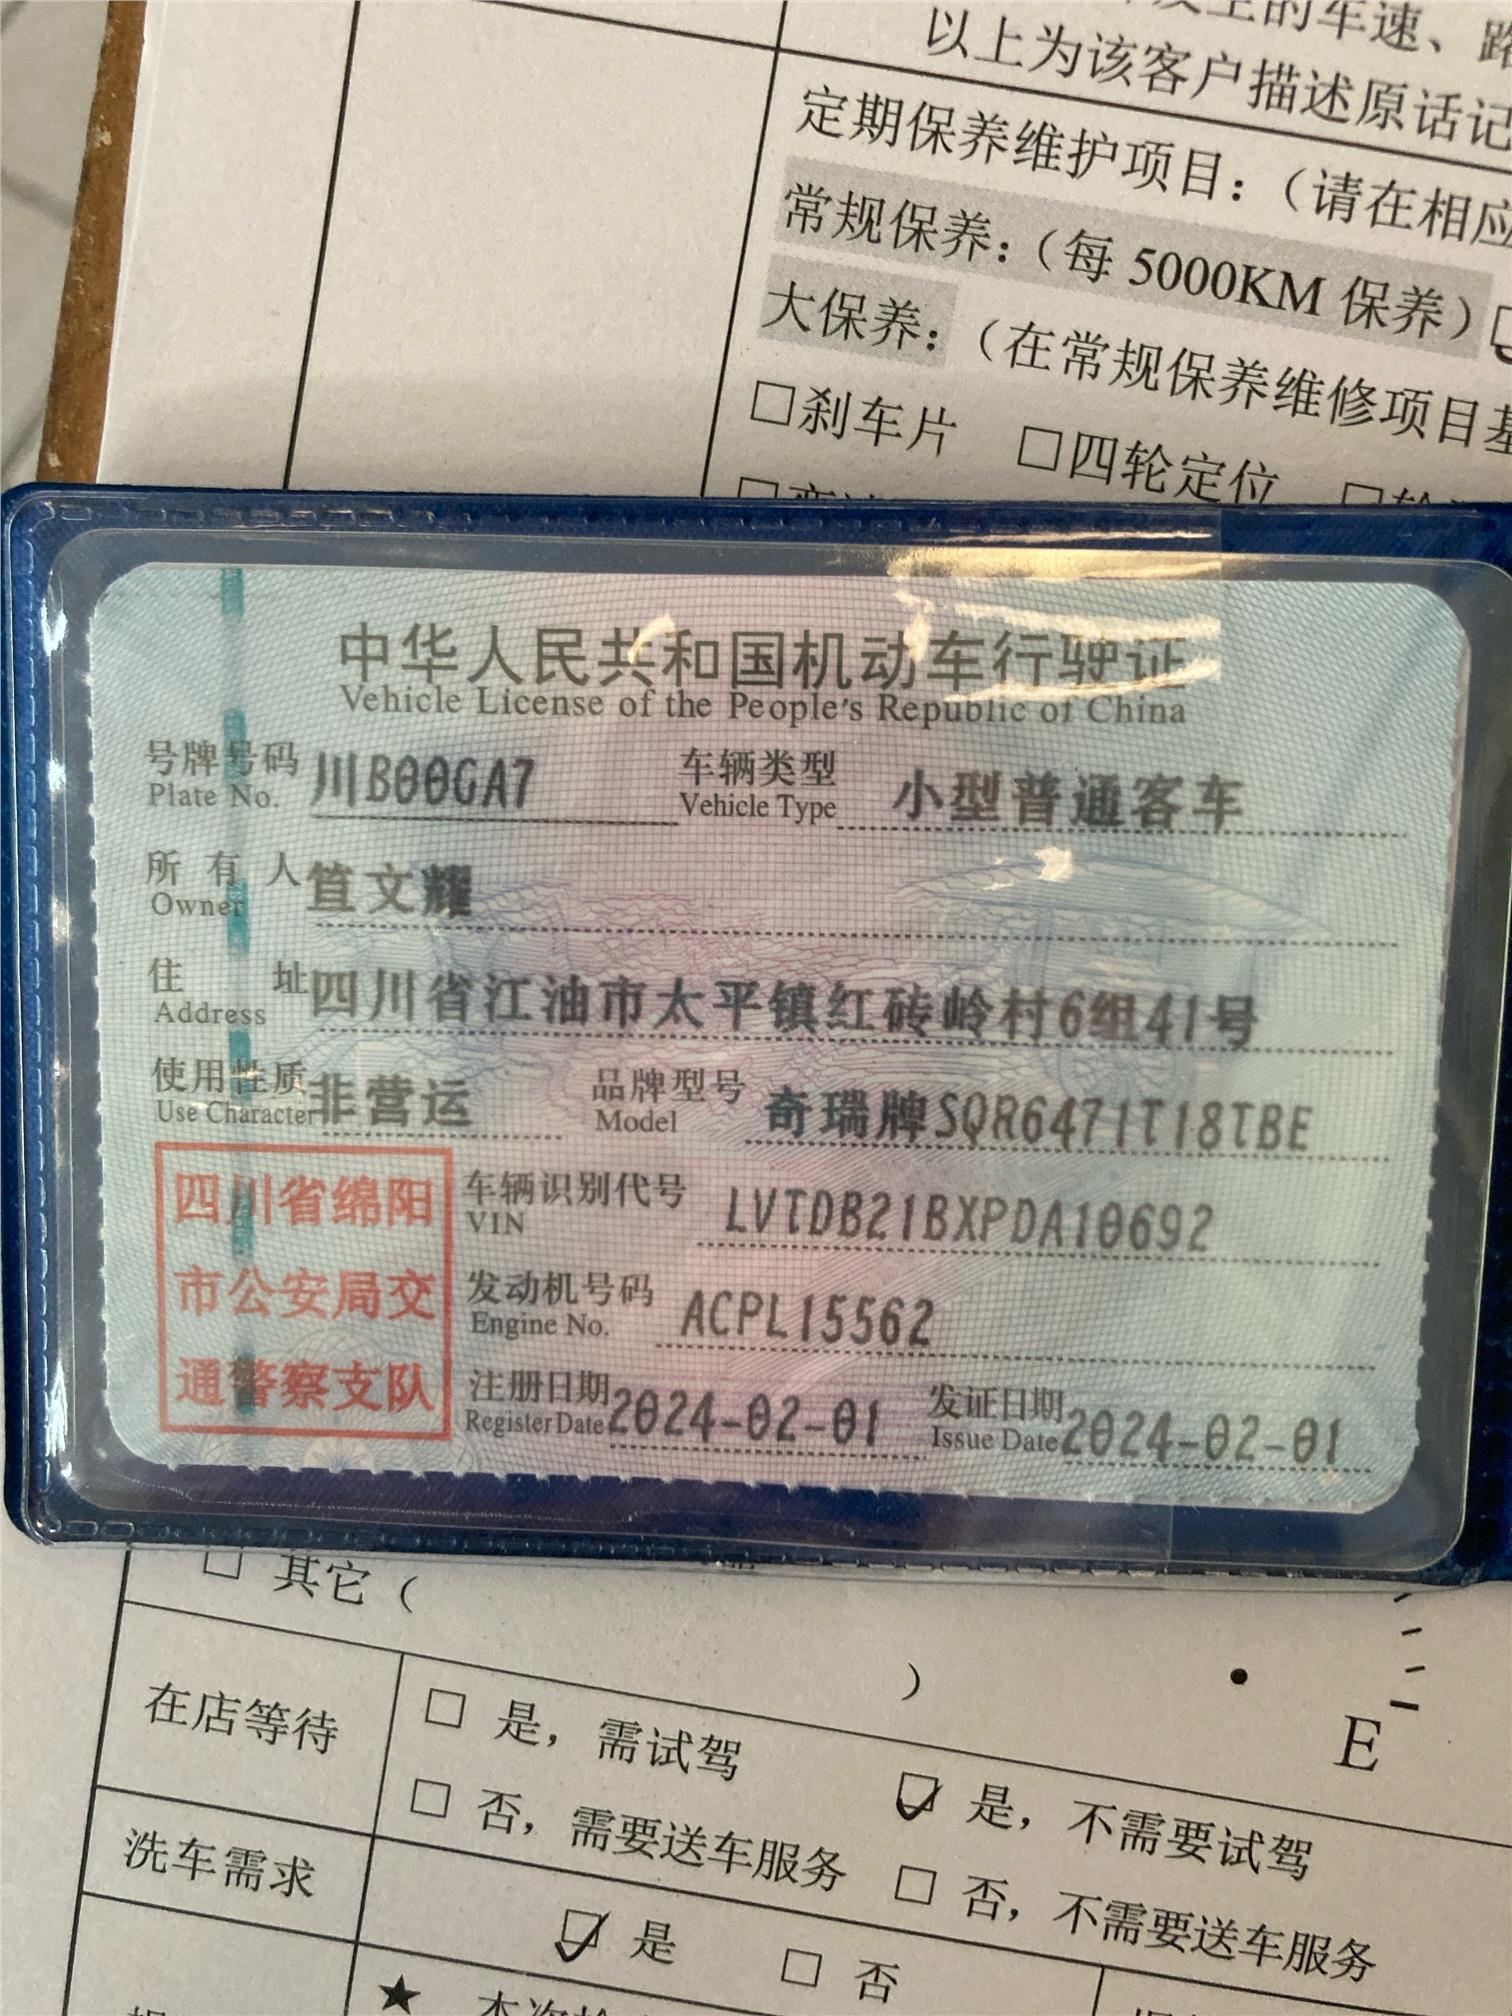 发生的车速、路
以上为该客户描述原话记
定期保养维护项目：（请在相应
常规保养：（每 5000KM 保养）
大保养：（在常规保养维修项目基
□刹车片 □四轮定位
中华人民共和国机动车行驶证
Vehicle License of the People's Republic of China
号牌号码 川B00GA7 车辆类型 小型普通客车
Plate No. Vehicle Type
所有人 笪文耀
Owner
住址 四川省江油市太平镇红砖岭村6组41号
Address
使用性质 非营运 品牌型号 奇瑞牌SQR6471T18TBE
Use Character Model
四川省绵阳
市公安局交
通警察支队
车辆识别代号 LVTDB21BXPDA10692
VIN
发动机号码 ACPL15562
Engine No.
注册日期 2024-02-01 发证日期 2024-02-01
Register Date Issue Date
□ 其它（
）
E
在店等待
□ 是，需试驾 ☑ 是，不需要试驾
□ 否，需要送车服务 □ 否，不需要送车服务
洗车需求
☑ 是 □ 否
★ 本次